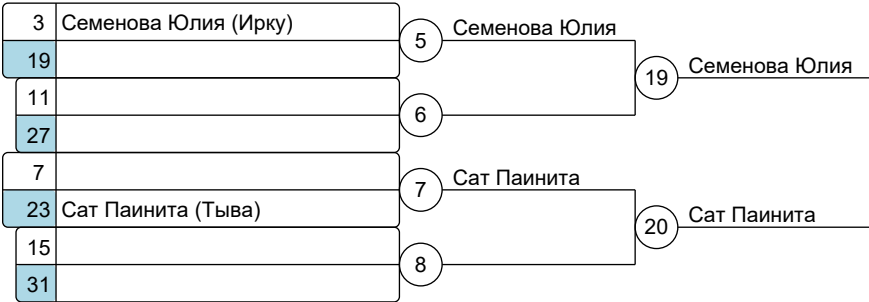 3 Семенова Юлия (Ирку)
5 Семенова Юлия
19
19 Семенова Юлия
11
6
27
7
7 Сат Паинита
23 Сат Паинита (Тыва)
20 Сат Паинита
15
8
31